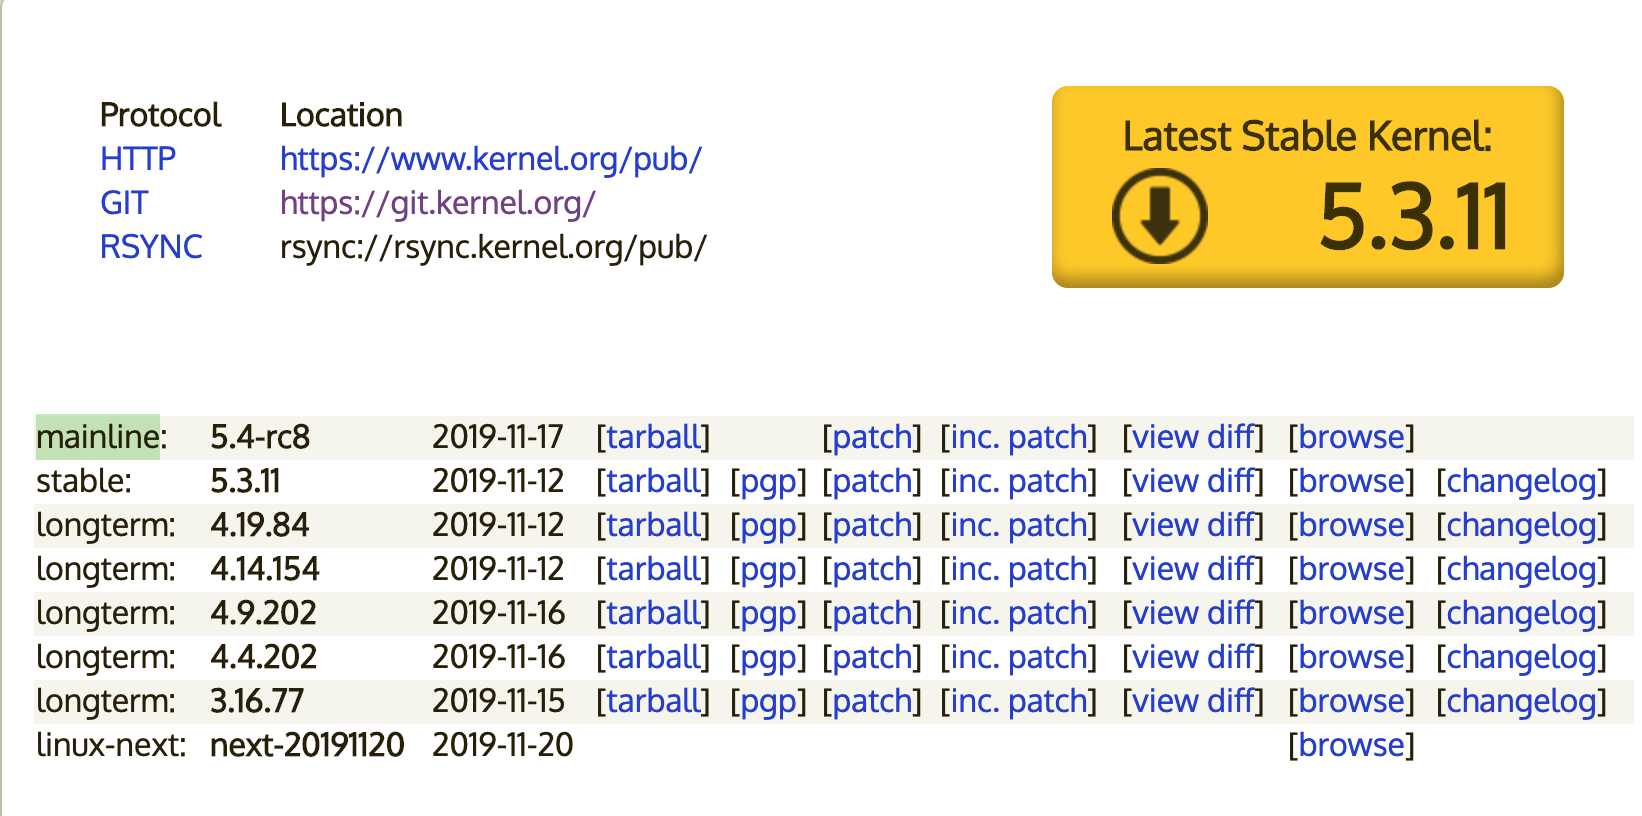 Protocol Location
HTTP https://www.kernel.org/pub/
GIT https://git.kernel.org/
RSYNC rsync://rsync.kernel.org/pub/
Latest Stable Kernel:
5.3.11
mainline: 5.4-rc8 2019-11-17 [tarball] [patch] [inc. patch] [view diff] [browse]
stable: 5.3.11 2019-11-12 [tarball] [pgp] [patch] [inc. patch] [view diff] [browse] [changelog]
longterm: 4.19.84 2019-11-12 [tarball] [pgp] [patch] [inc. patch] [view diff] [browse] [changelog]
longterm: 4.14.154 2019-11-12 [tarball] [pgp] [patch] [inc. patch] [view diff] [browse] [changelog]
longterm: 4.9.202 2019-11-16 [tarball] [pgp] [patch] [inc. patch] [view diff] [browse] [changelog]
longterm: 4.4.202 2019-11-16 [tarball] [pgp] [patch] [inc. patch] [view diff] [browse] [changelog]
longterm: 3.16.77 2019-11-15 [tarball] [pgp] [patch] [inc. patch] [view diff] [browse] [changelog]
linux-next: next-20191120 2019-11-20 [browse]